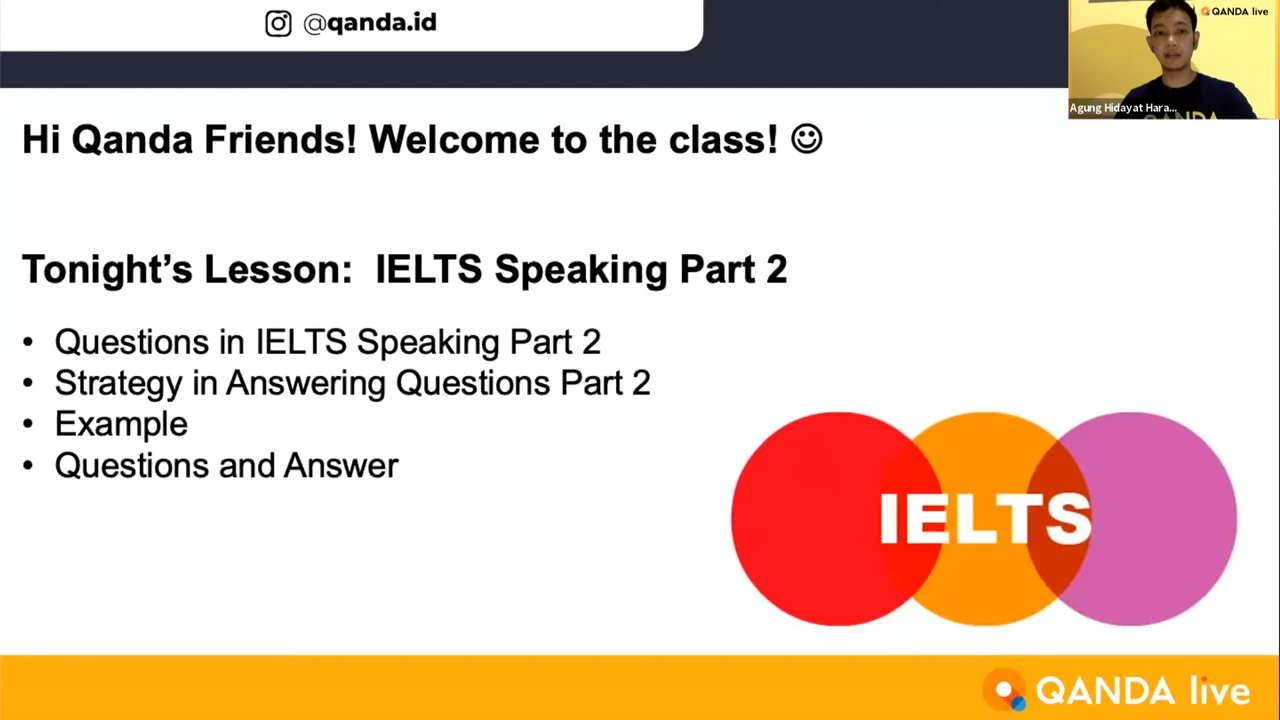 @qanda.id
QANDA live
Agung Hidayat Hara...
QANDA
Hi Qanda Friends! Welcome to the class! ☺
Tonight's Lesson: IELTS Speaking Part 2
• Questions in IELTS Speaking Part 2
• Strategy in Answering Questions Part 2
• Example
• Questions and Answer
IELTS
QANDA live